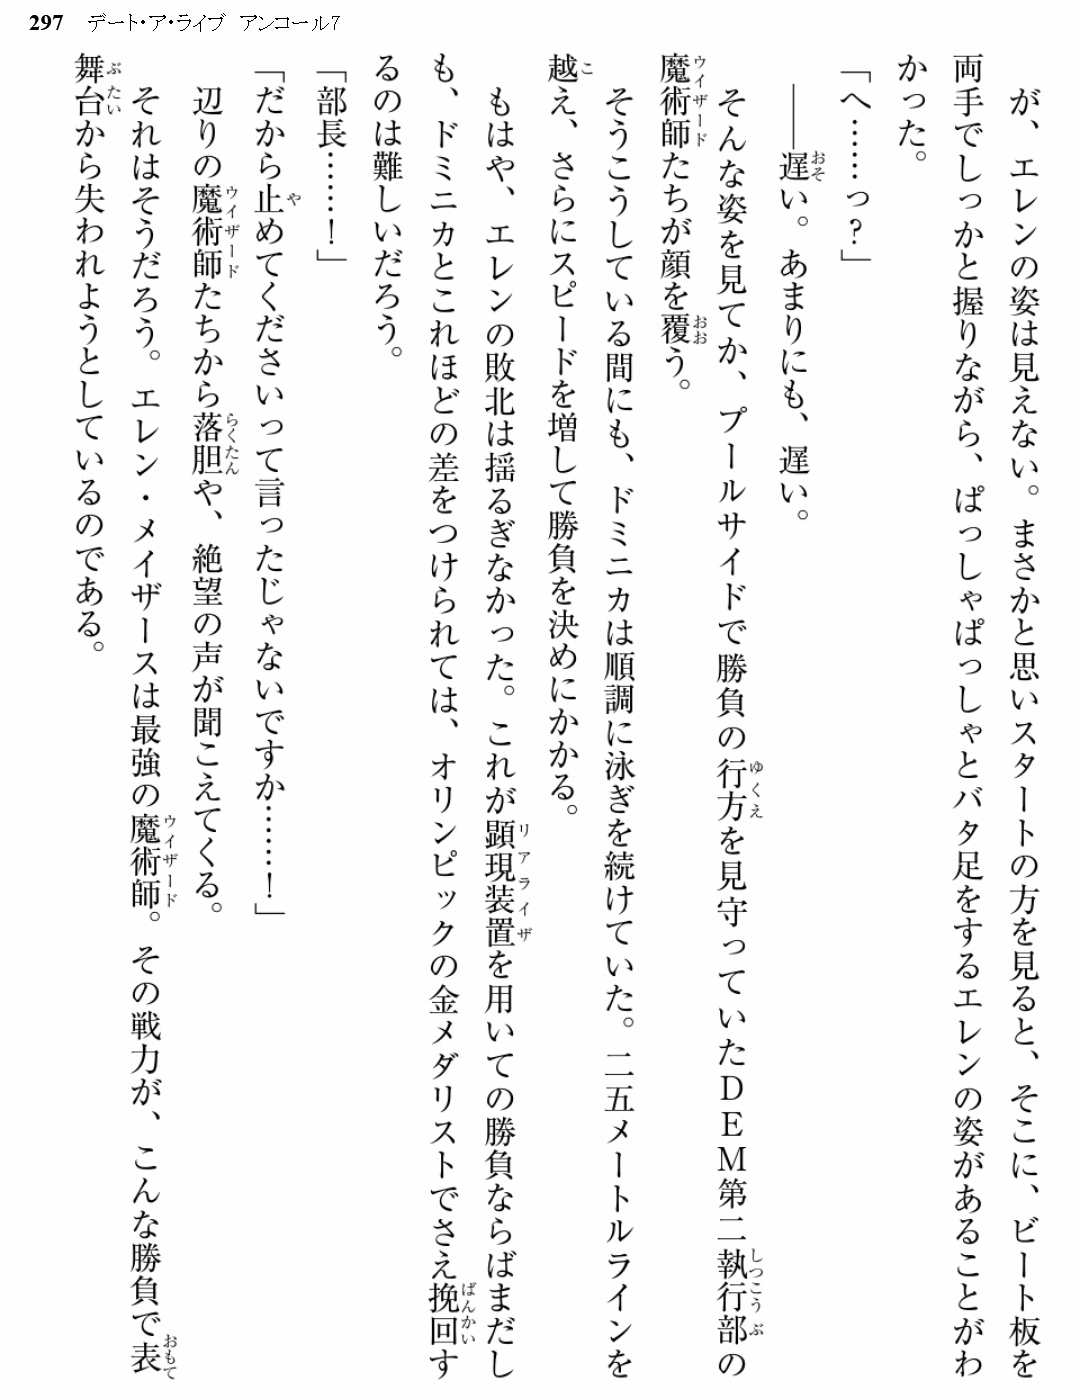 297 デート・ア・ライブ アンコール7
が、エレンの姿は見えない。まさかと思いスタートの方を見ると、そこに、ビート板を
両手でしっかと握りながら、ぱっしゃぱっしゃとバタ足をするエレンの姿があることがわ
かった。
「へ……っ?」
――遅い。あまりにも、遅い。
そんな姿を見てか、プールサイドで勝負の行方を見守っていたDEM第二執行部の
魔術師たちが顔を覆う。
そうこうしている間にも、ドミニカは順調に泳ぎを続けていた。二五メートルラインを
越え、さらにスピードを増して勝負を決めにかかる。
もはや、エレンの敗北は揺るぎなかった。これが顕現装置を用いての勝負ならばまだし
も、ドミニカとこれほどの差をつけられては、オリンピックの金メダリストでさえ挽回す
るのは難しいだろう。
「部長……!」
「だから止めてくださいって言ったじゃないですか……!」
辺りの魔術師たちから落胆や、絶望の声が聞こえてくる。
それはそうだろう。エレン・メイザースは最強の魔術師。その戦力が、こんな勝負で表
舞台から失われようとしているのである。